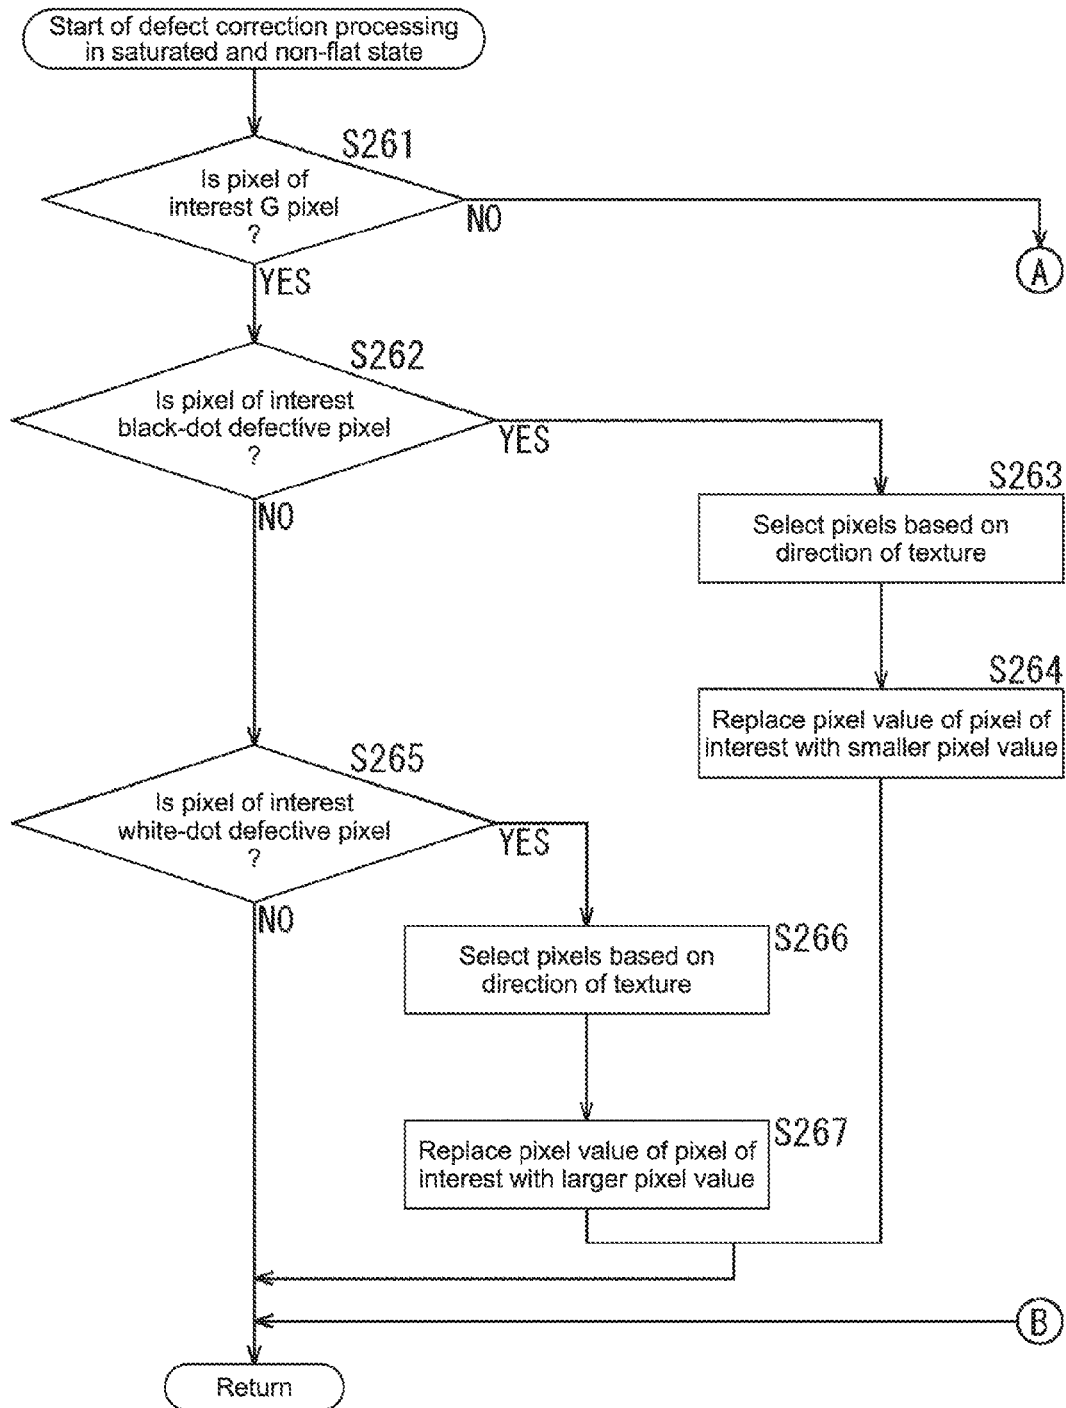 Start of defect correction processing
in saturated and non-flat state
S261
Is pixel of
interest G pixel
?
NO
A
YES
S262
Is pixel of interest
black-dot defective pixel
?
YES
NO
S263
Select pixels based on
direction of texture
S264
Replace pixel value of pixel of
interest with smaller pixel value
S265
Is pixel of interest
white-dot defective pixel
?
YES
NO
S266
Select pixels based on
direction of texture
S267
Replace pixel value of pixel of
interest with larger pixel value
B
Return